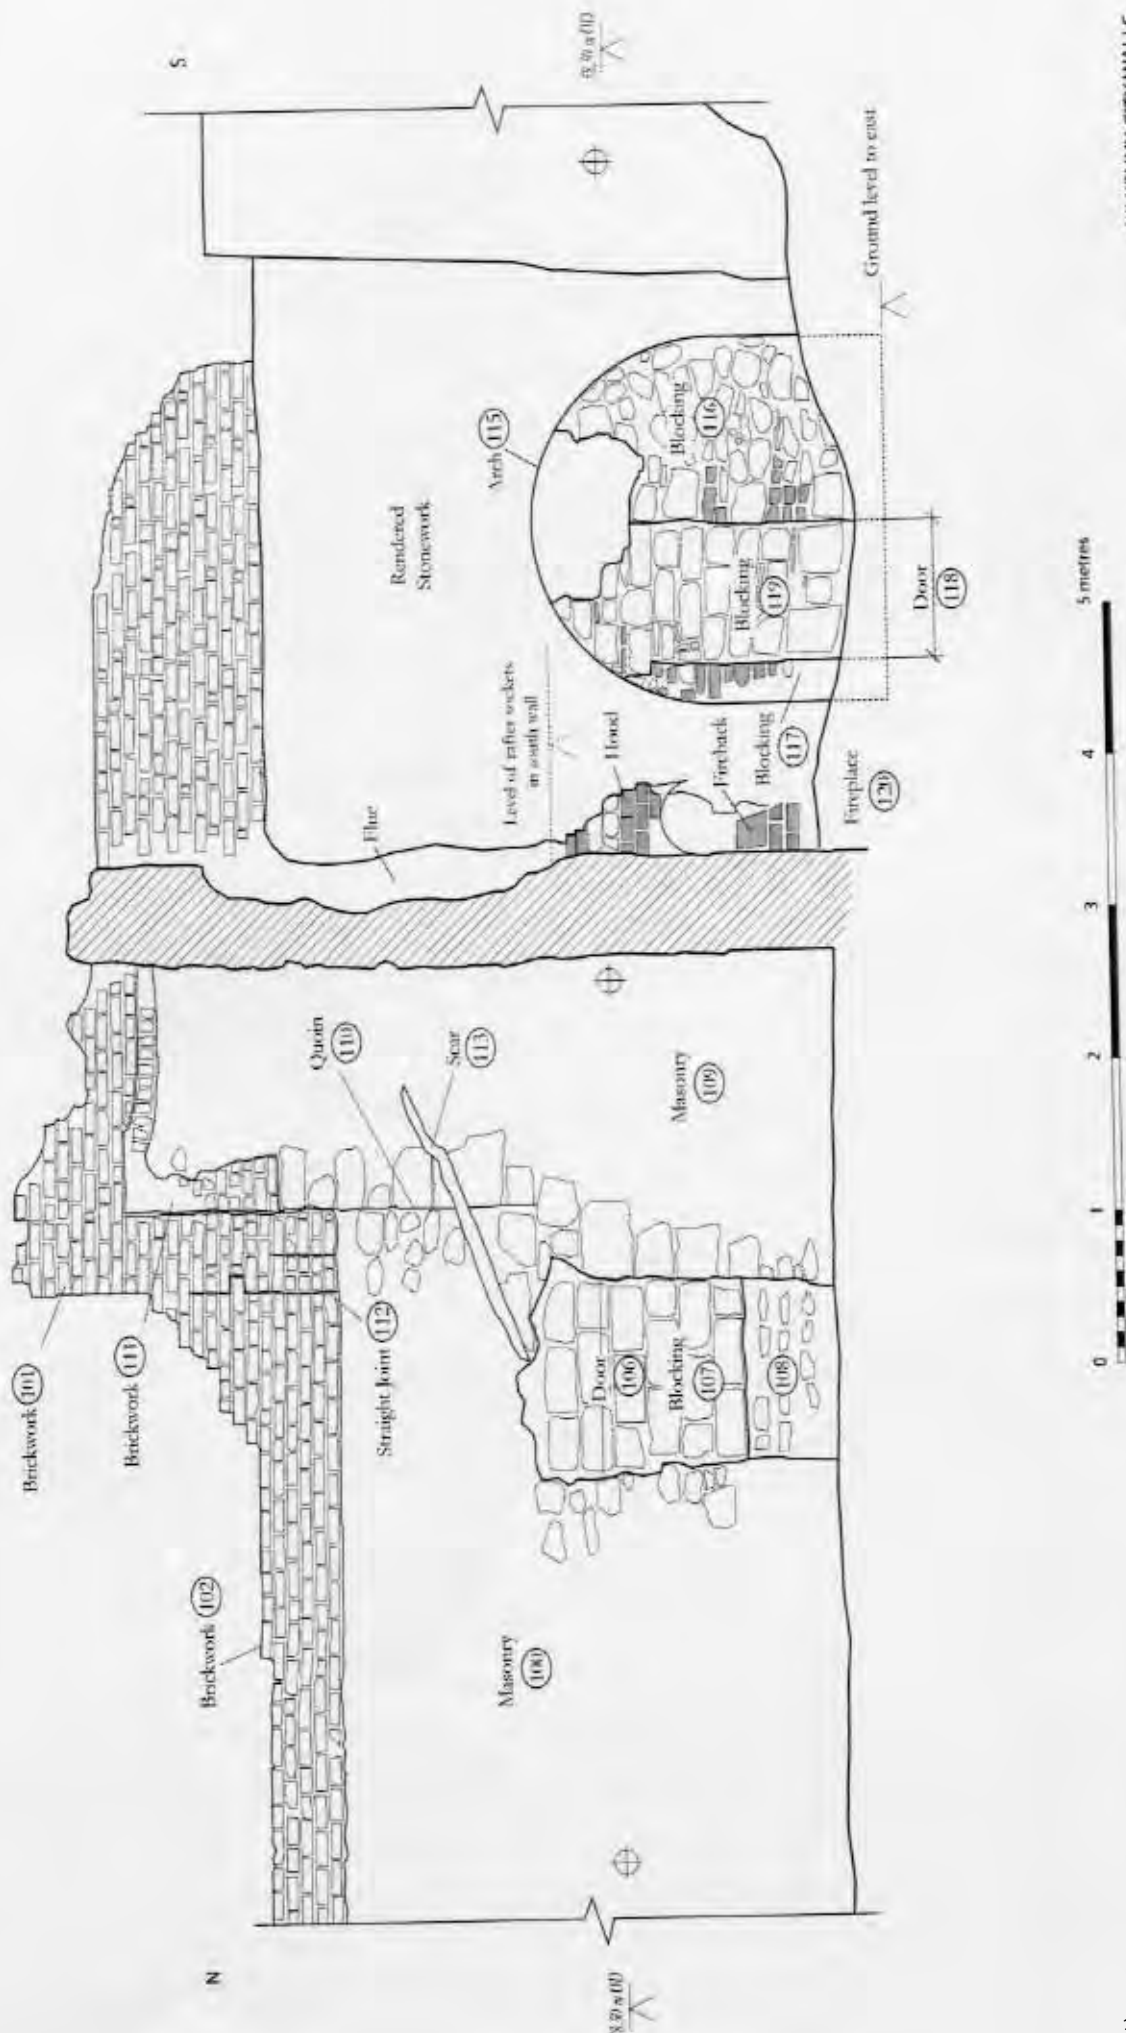 N
S
Brickwork 101
Brickwork 111
Brickwork 102
Straight Joint 112
Quoin
110
Scar
113
Masonry
100
Masonry
109
Door
106
Blocking
107
108
Flue
Rendered
Stonework
Level of rafter sockets
in south wall
Hood
Fireback
Blocking
117
Fireplace
120
Arch 115
Blocking
116
Blocking
119
Door
118
Ground level to east
0
1
2
3
4
5 metres